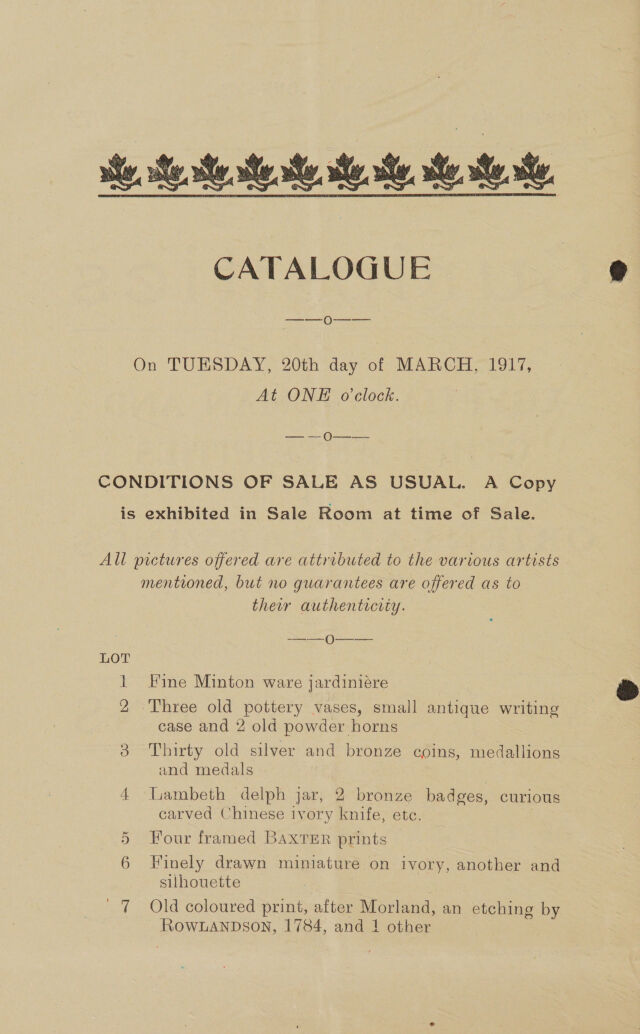 CATALOGUE
——o——
On TUESDAY, 20th day of MARCH, 1917,
At ONE o'clock.
——o——
CONDITIONS OF SALE AS USUAL. A Copy
is exhibited in Sale Room at time of Sale.
All pictures offered are attributed to the various artists
mentioned, but no guarantees are offered as to
their authenticity.
——o——
LOT
1 Fine Minton ware jardinière
2 Three old pottery vases, small antique writing
case and 2 old powder horns
3 Thirty old silver and bronze coins, medallions
and medals
4 Lambeth delph jar, 2 bronze badges, curious
carved Chinese ivory knife, etc.
5 Four framed BAXTER prints
6 Finely drawn miniature on ivory, another and
silhouette
7 Old coloured print, after Morland, an etching by
ROWLANDSON, 1784, and 1 other